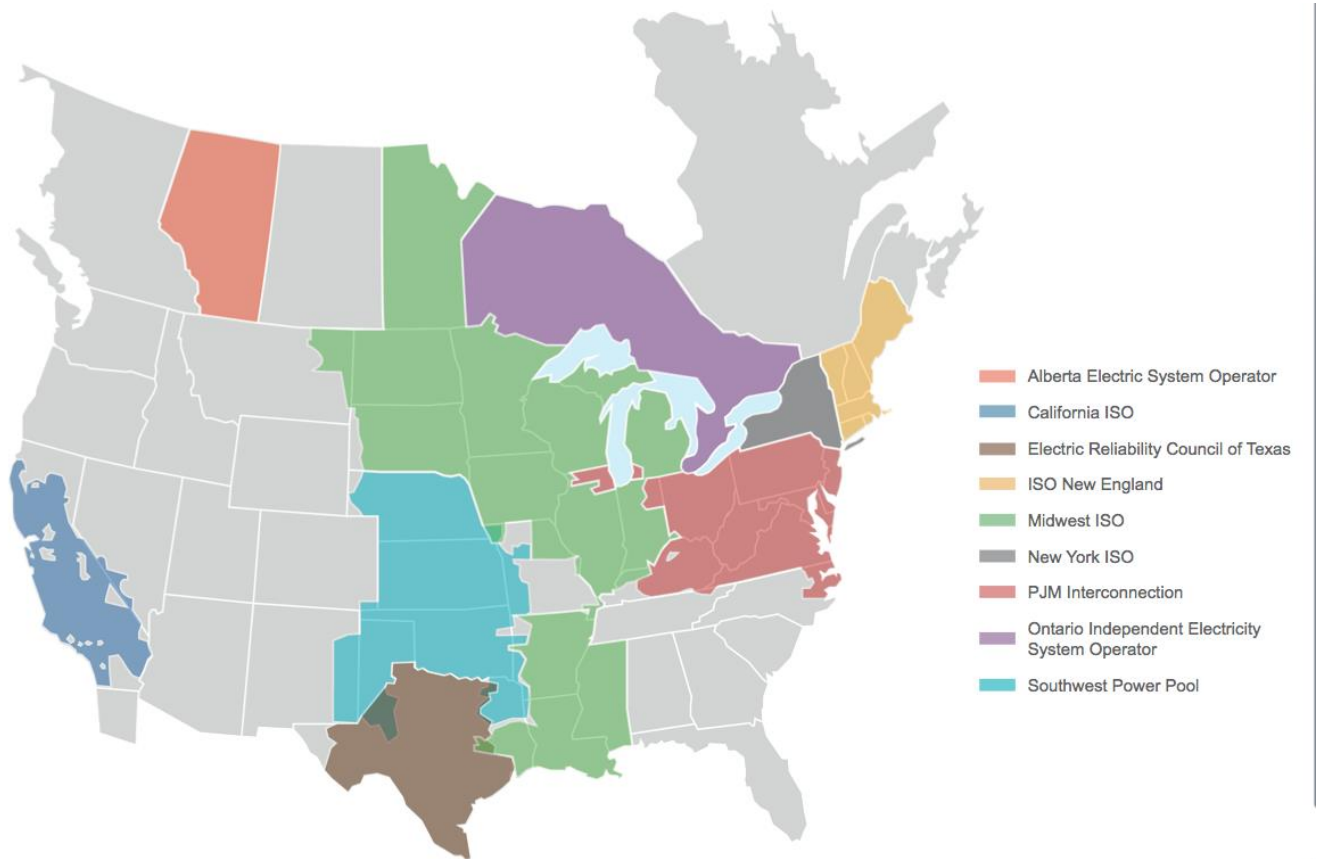 Alberta Electric System Operator
California ISO
Electric Reliability Council of Texas
ISO New England
Midwest ISO
New York ISO
PJM Interconnection
Ontario Independent Electricity
System Operator
Southwest Power Pool